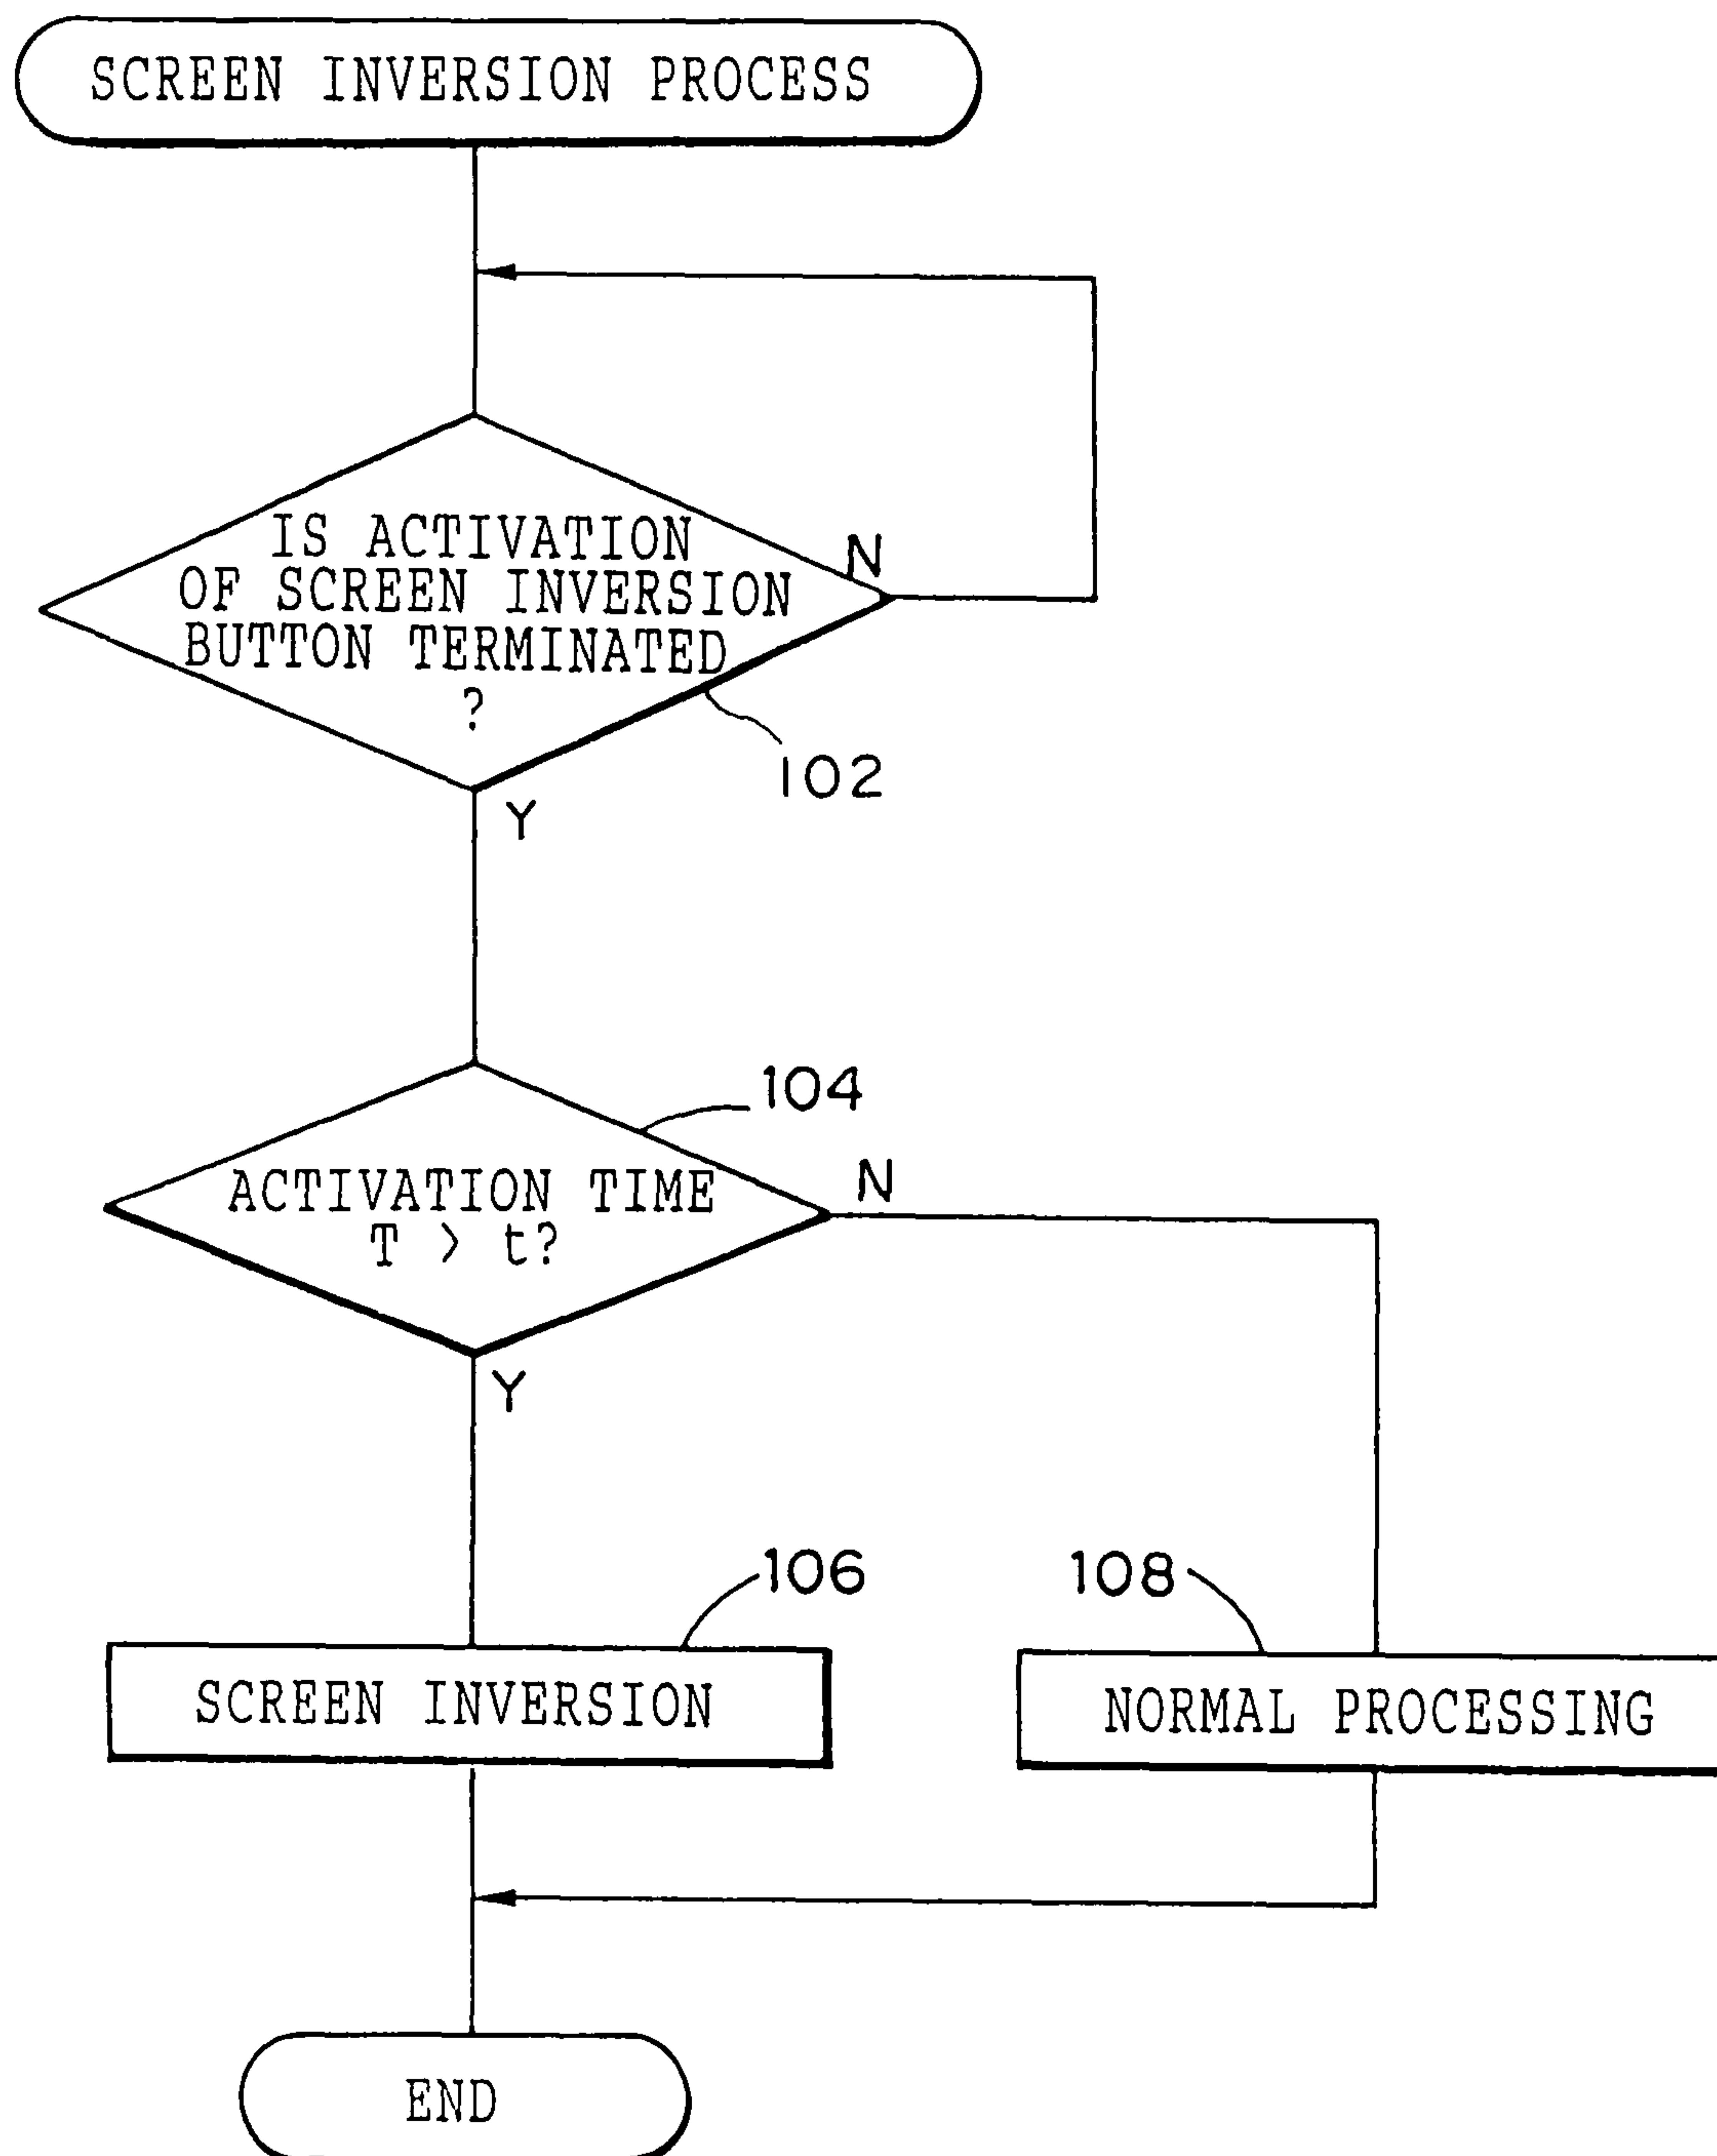 SCREEN INVERSION PROCESS
IS ACTIVATION
OF SCREEN INVERSION
BUTTON TERMINATED
?
N
102
Y
104
ACTIVATION TIME
T > t?
N
Y
106
108
SCREEN INVERSION
NORMAL PROCESSING
END